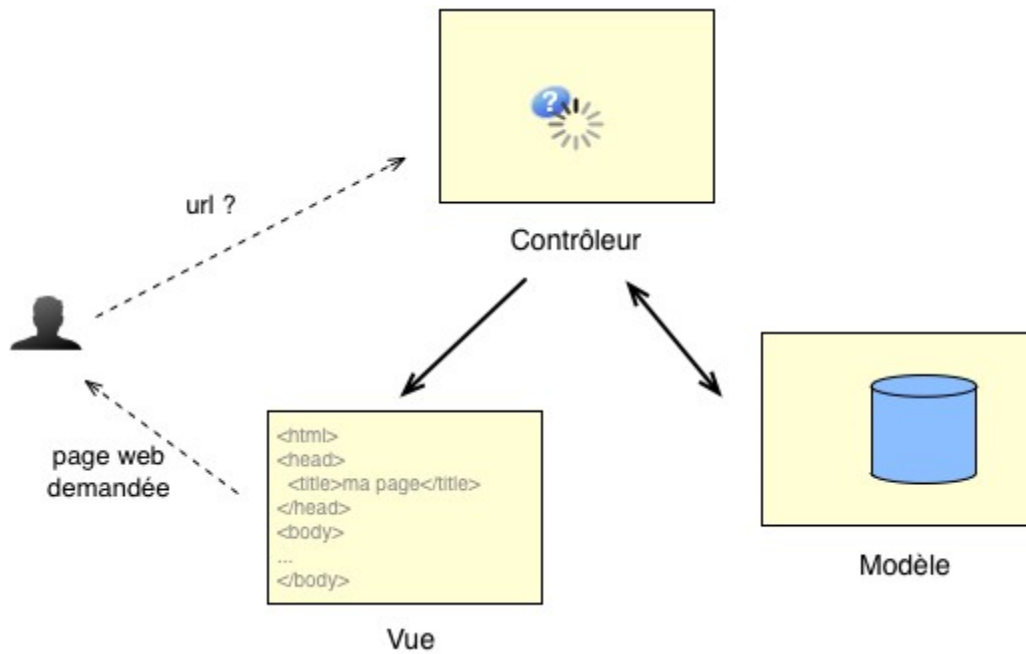 ?
url ?
Contrôleur
page web
demandée
<html>
<head>
<title>ma page</title>
</head>
<body>
...
</body>
Vue
Modèle